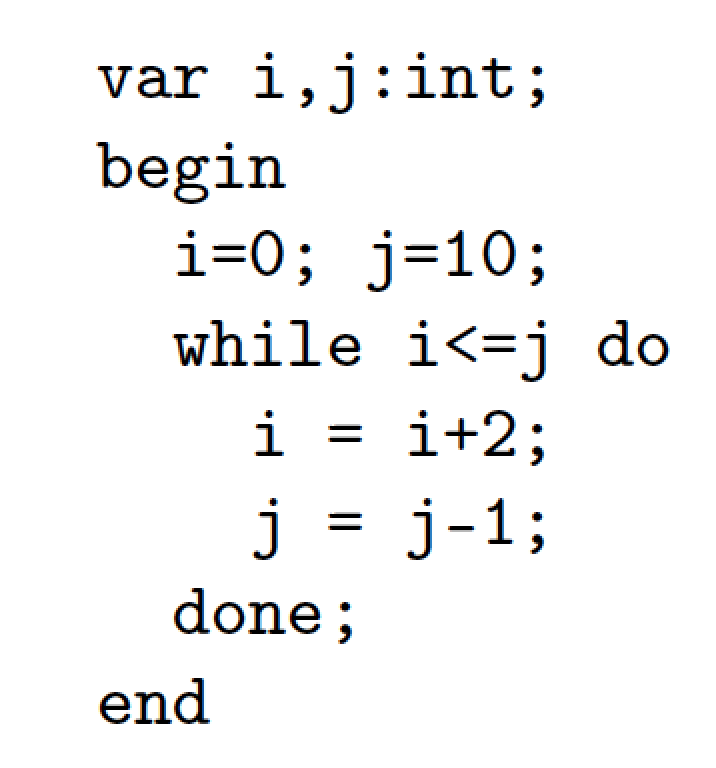 var i,j:int;
begin
  i=0; j=10;
  while i<=j do
    i = i+2;
    j = j-1;
  done;
end